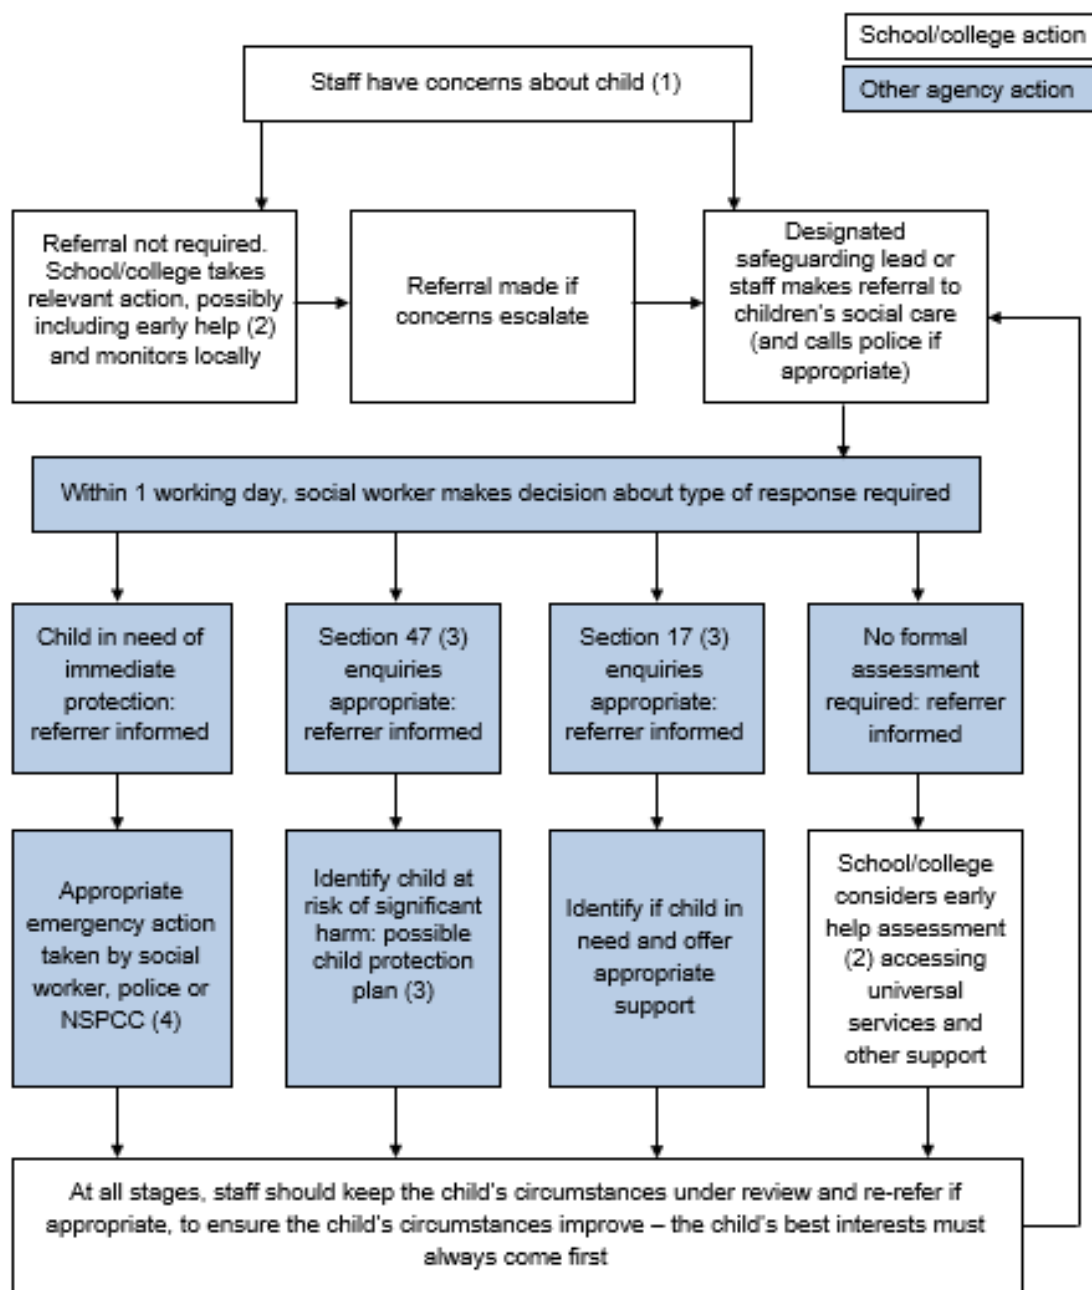 School/college action
Other agency action
Staff have concerns about child (1)
Referral not required.
School/college takes
relevant action, possibly
including early help (2)
and monitors locally
Referral made if
concerns escalate
Designated
safeguarding lead or
staff makes referral to
children's social care
(and calls police if
appropriate)
Within 1 working day, social worker makes decision about type of response required
Child in need of
immediate
protection:
referrer informed
Section 47 (3)
enquiries
appropriate:
referrer informed
Section 17 (3)
enquiries
appropriate:
referrer informed
No formal
assessment
required: referrer
informed
Appropriate
emergency action
taken by social
worker, police or
NSPCC (4)
Identify child at
risk of significant
harm: possible
child protection
plan (3)
Identify if child in
need and offer
appropriate
support
School/college
considers early
help assessment
(2) accessing
universal
services and
other support
At all stages, staff should keep the child's circumstances under review and re-refer if
appropriate, to ensure the child's circumstances improve – the child's best interests must
always come first